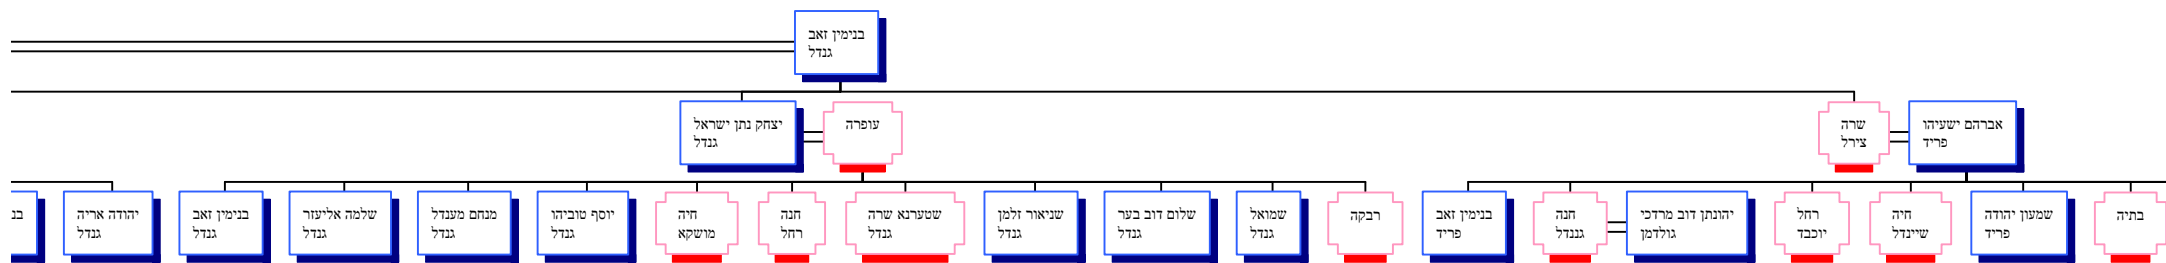 בנימין זאב
גנדל
יצחק נתן ישראל
גנדל
עופרה
שרה
צירל
אברהם ישעיהו
פריד
בנ
יהודה אריה
גנדל
בנימין זאב
גנדל
שלמה אליעזר
גנדל
מנחם מענדל
גנדל
יוסף טוביהו
גנדל
חיה
מושקא
חנה
רחל
שטערנא שרה
גנדל
שניאור זלמן
גנדל
שלום דוב בער
גנדל
שמואל
גנדל
רבקה
בנימין זאב
פריד
חנה
גננדל
יהונתן דוב מרדכי
גולדמן
רחל
יוכבד
חיה
שיינדל
שמעון יהודה
פריד
בתיה